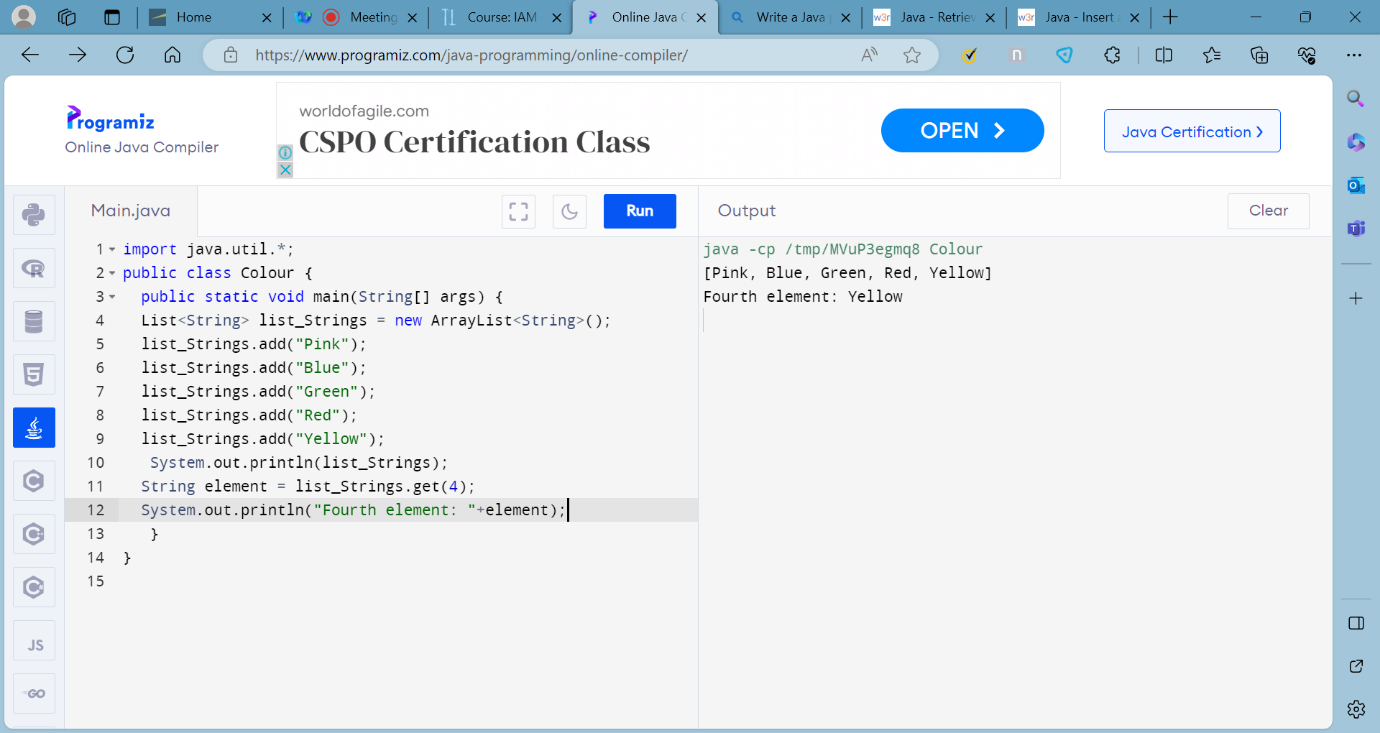 Home
Meeting
Course: IAM
Online Java C
Write a Java
Java - Retriev
Java - Insert
https://www.programiz.com/java-programming/online-compiler/
Programiz
Online Java Compiler
worldofagile.com
CSPO Certification Class
OPEN
Java Certification
Main.java
Run
Output
Clear
1 import java.util.*;
2 public class Colour {
3 public static void main(String[] args) {
4 List<String> list_Strings = new ArrayList<String>();
5 list_Strings.add("Pink");
6 list_Strings.add("Blue");
7 list_Strings.add("Green");
8 list_Strings.add("Red");
9 list_Strings.add("Yellow");
10 System.out.println(list_Strings);
11 String element = list_Strings.get(4);
12 System.out.println("Fourth element: "+element);
13 }
14 }
15
java -cp /tmp/MVuP3egmq8 Colour
[Pink, Blue, Green, Red, Yellow]
Fourth element: Yellow
JS
GO